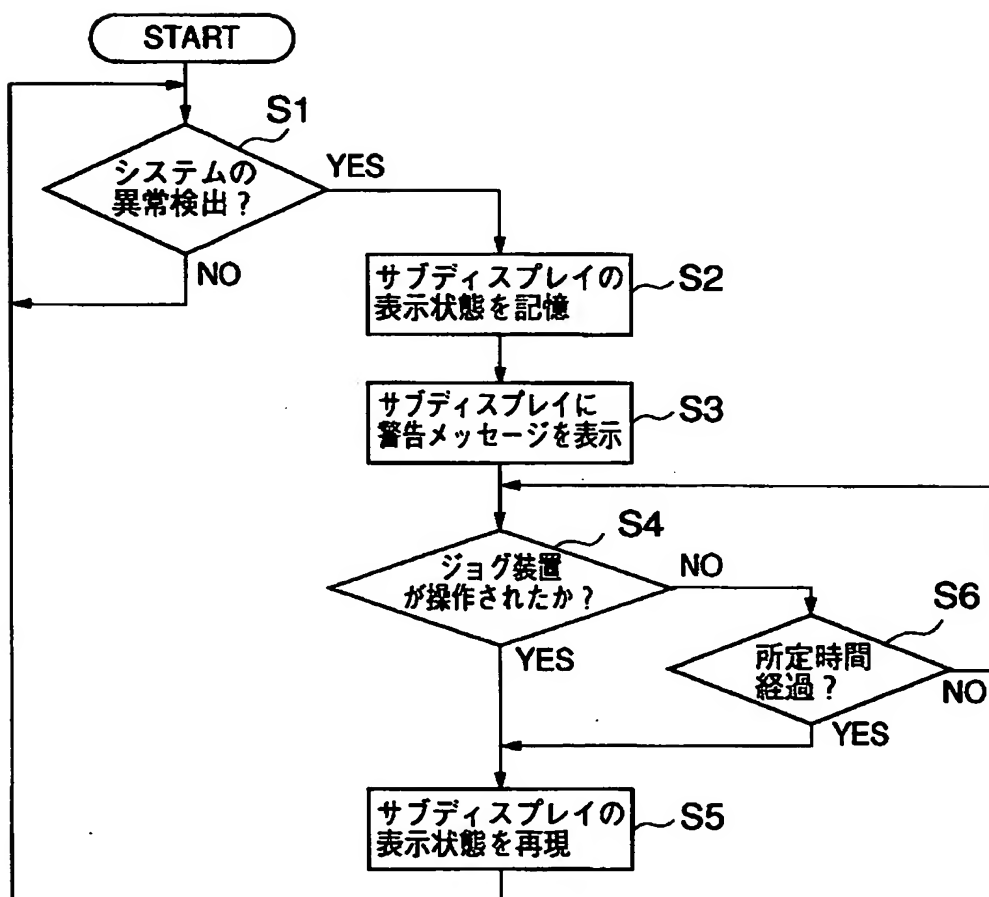 START
S1
システムの
異常検出？
YES
NO
サブディスプレイの
表示状態を記憶
S2
サブディスプレイに
警告メッセージを表示
S3
S4
ジョグ装置
が操作されたか？
NO
YES
S6
所定時間
経過？
NO
YES
サブディスプレイの
表示状態を再現
S5